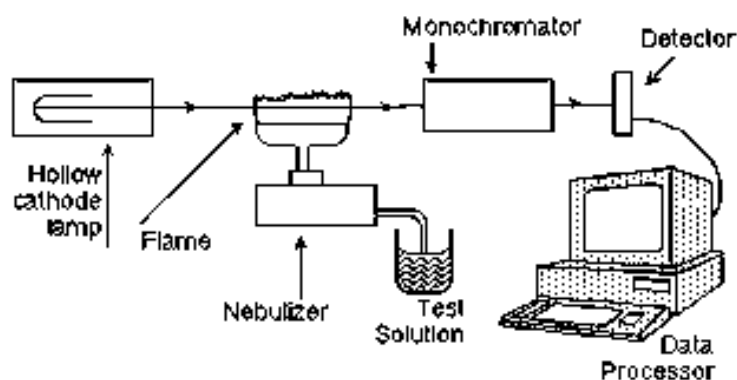 Monochromator
Detector
Hollow
cathode
lamp
Flame
Nebulizer
Test
Solution
Data
Processor